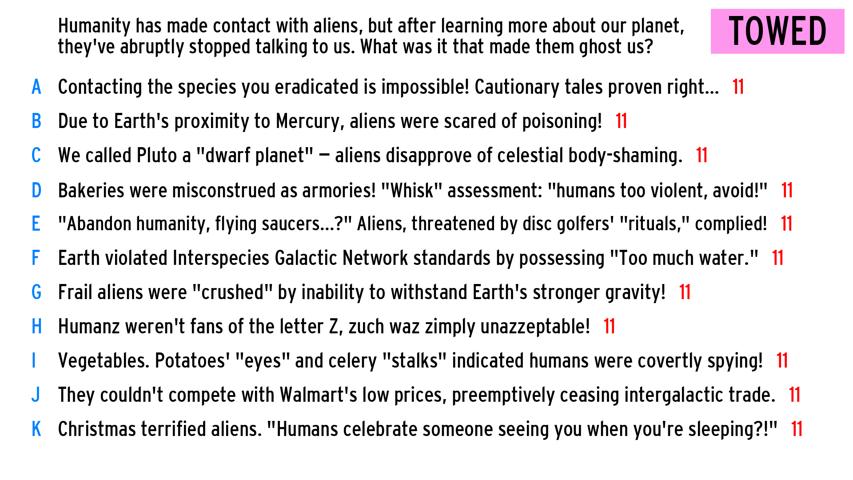 Humanity has made contact with aliens, but after learning more about our planet,
they've abruptly stopped talking to us. What was it that made them ghost us?
TOWED
A Contacting the species you eradicated is impossible! Cautionary tales proven right... 11
B Due to Earth's proximity to Mercury, aliens were scared of poisoning! 11
C We called Pluto a "dwarf planet" – aliens disapprove of celestial body-shaming. 11
D Bakeries were misconstrued as armories! "Whisk" assessment: "humans too violent, avoid!" 11
E "Abandon humanity, flying saucers...?" Aliens, threatened by disc golfers' "rituals," complied! 11
F Earth violated Interspecies Galactic Network standards by possessing "Too much water." 11
G Frail aliens were "crushed" by inability to withstand Earth's stronger gravity! 11
H Humanz weren't fans of the letter Z, zuch waz zimply unazzeptable! 11
I Vegetables. Potatoes' "eyes" and celery "stalks" indicated humans were covertly spying! 11
J They couldn't compete with Walmart's low prices, preemptively ceasing intergalactic trade. 11
K Christmas terrified aliens. "Humans celebrate someone seeing you when you're sleeping?!" 11